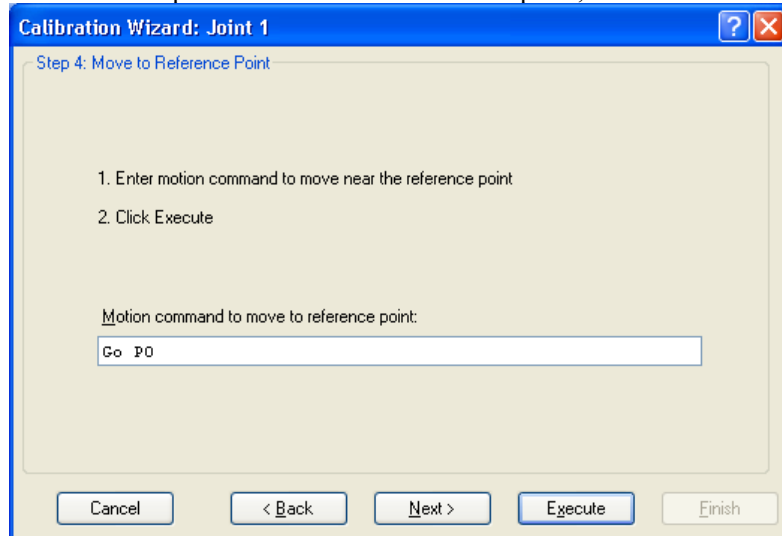 Calibration Wizard: Joint 1
Step 4: Move to Reference Point
1. Enter motion command to move near the reference point
2. Click Execute
Motion command to move to reference point:
Go P0
Cancel < Back Next > Execute Finish